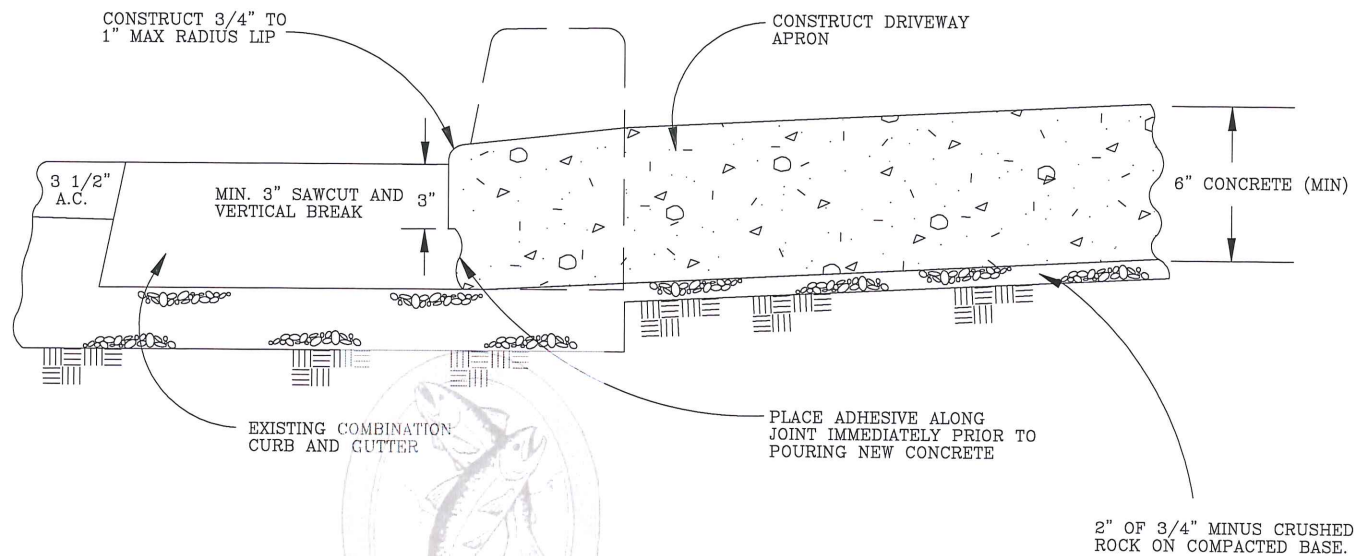 CONSTRUCT 3/4" TO
1" MAX RADIUS LIP
CONSTRUCT DRIVEWAY
APRON
3 1/2"
A.C.
MIN. 3" SAWCUT AND
VERTICAL BREAK
3"
6" CONCRETE (MIN)
EXISTING COMBINATION
CURB AND GUTTER
PLACE ADHESIVE ALONG
JOINT IMMEDIATELY PRIOR TO
POURING NEW CONCRETE
2" OF 3/4" MINUS CRUSHED
ROCK ON COMPACTED BASE.